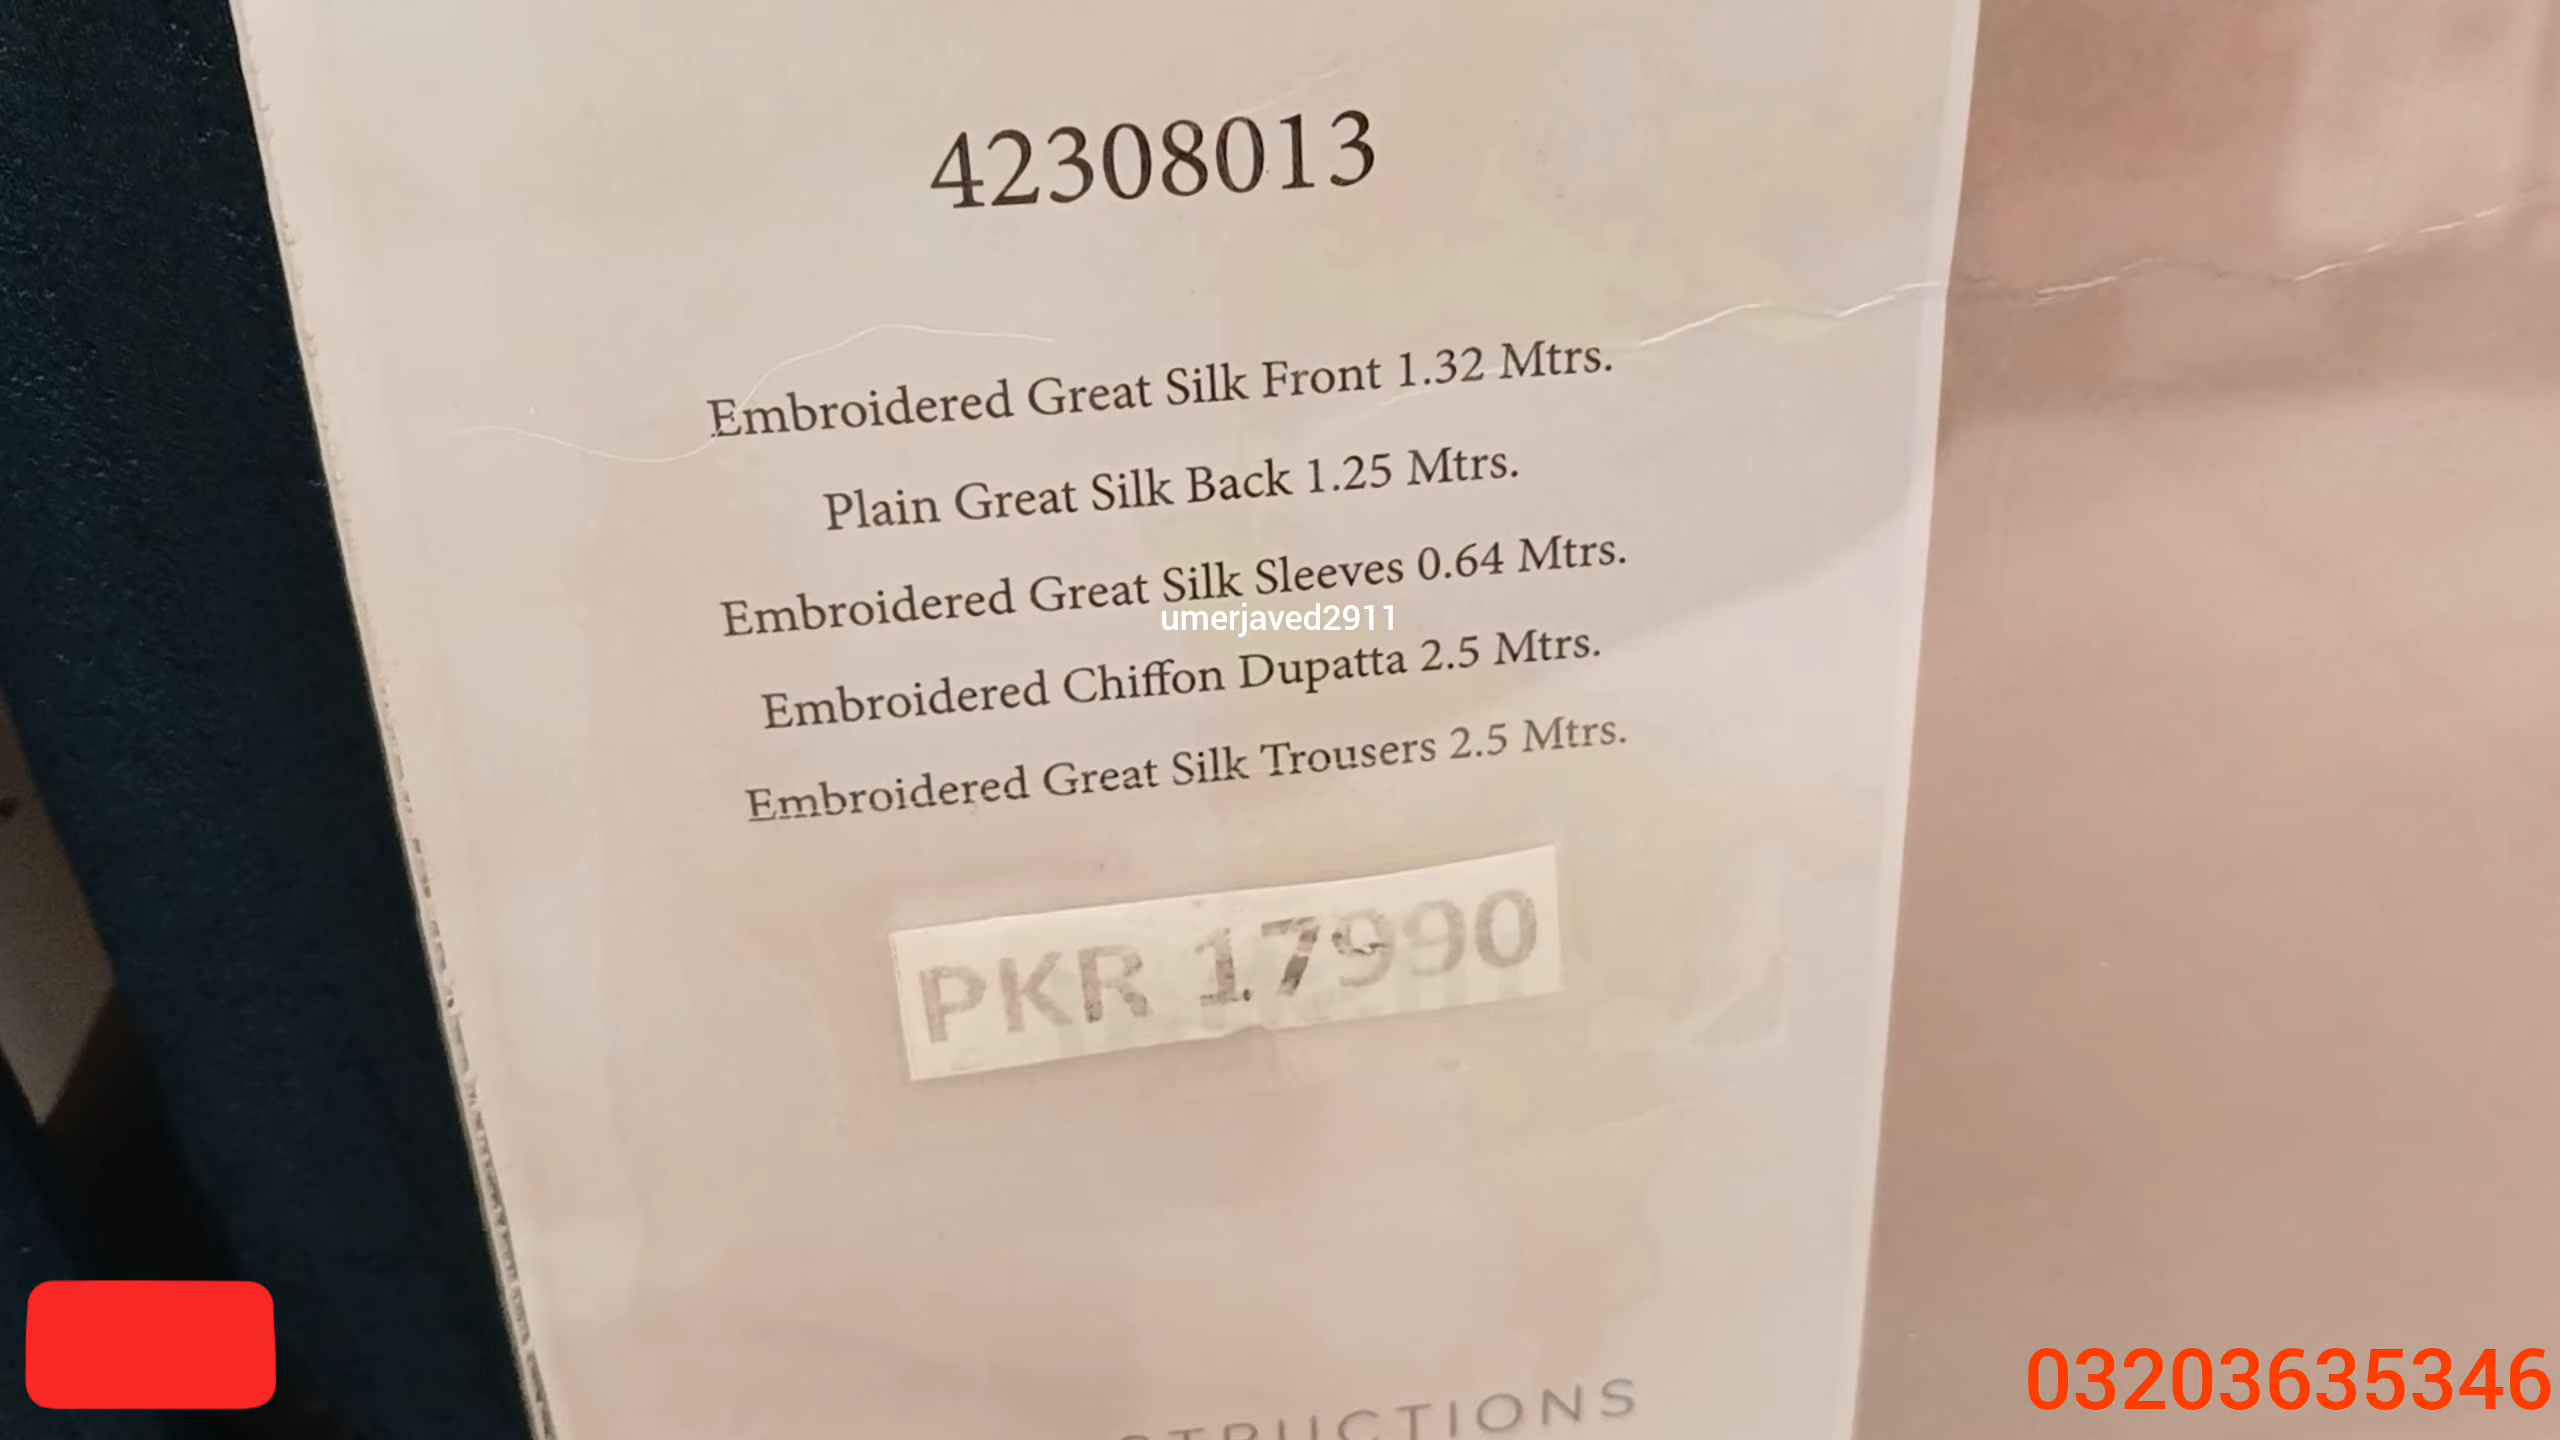 42308013
Embroidered Great Silk Front 1.32 Mtrs.
Plain Great Silk Back 1.25 Mtrs.
Embroidered Great Silk Sleeves 0.64 Mtrs.
umerjaved2911
Embroidered Chiffon Dupatta 2.5 Mtrs.
Embroidered Great Silk Trousers 2.5 Mtrs.
PKR 17990
03203635346